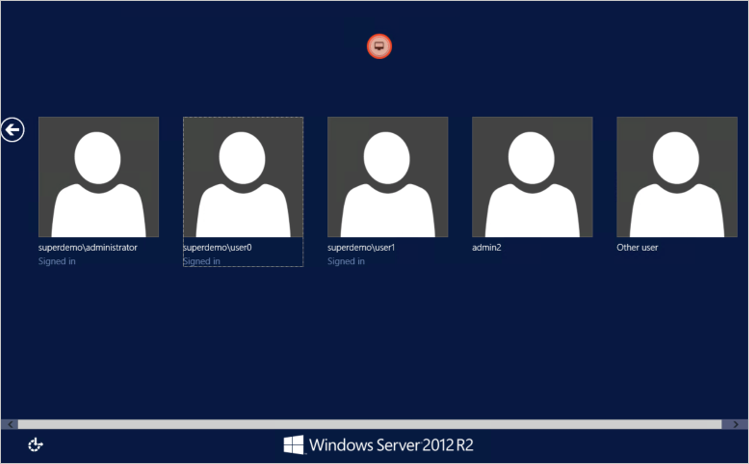 superdemo\administrator
Signed in
superdemo\user0
Signed in
superdemo\user1
Signed in
admin2
Other user
Windows Server 2012 R2